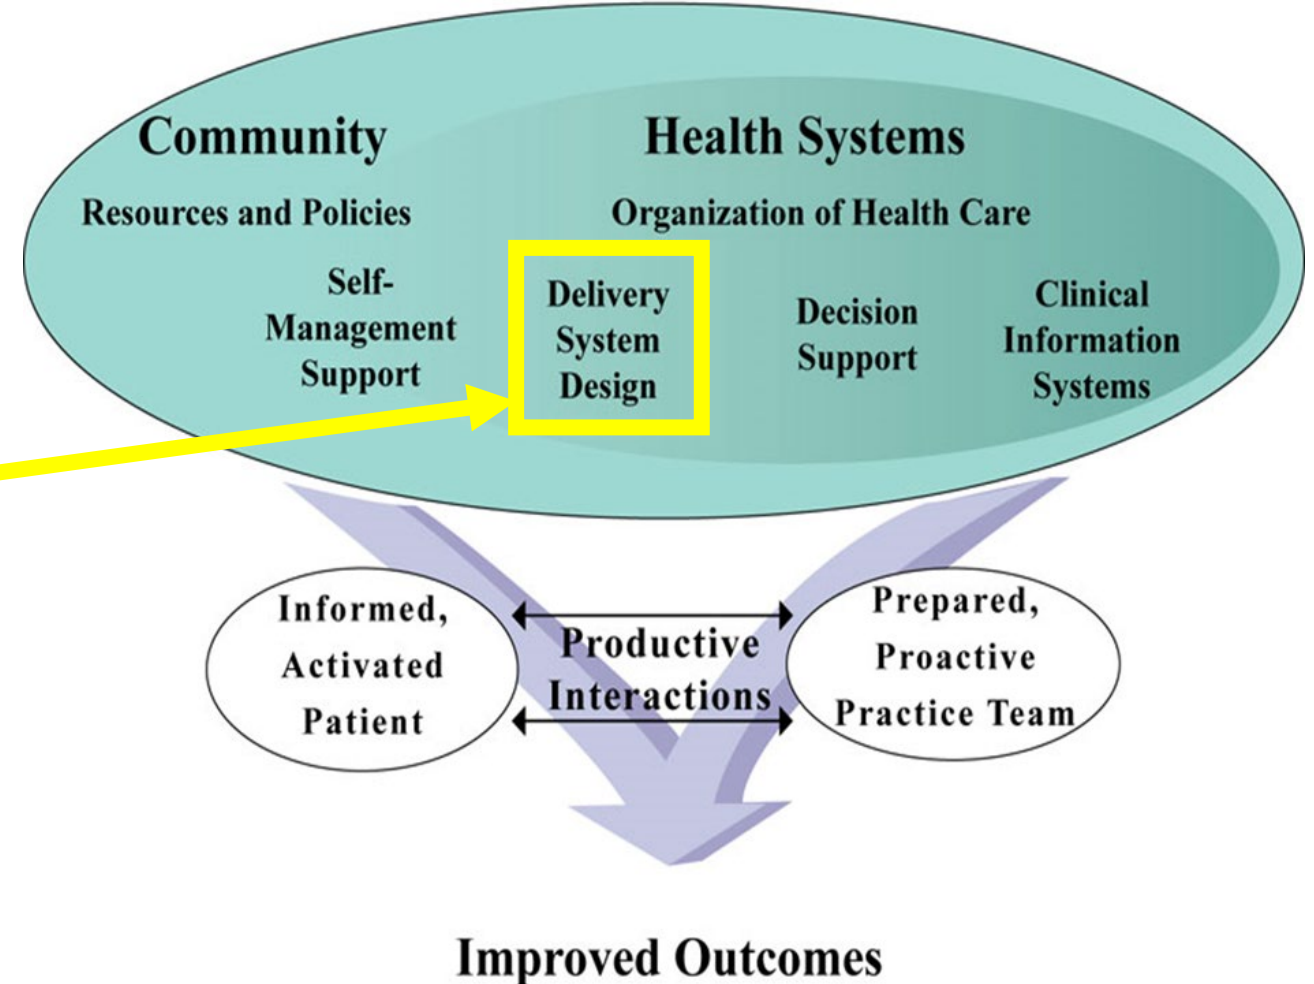 Community
Health Systems
Resources and Policies
Organization of Health Care
Self-
Management
Support
Delivery
System
Design
Decision
Support
Clinical
Information
Systems
Informed,
Activated
Patient
Productive
Interactions
Prepared,
Proactive
Practice Team
Improved Outcomes